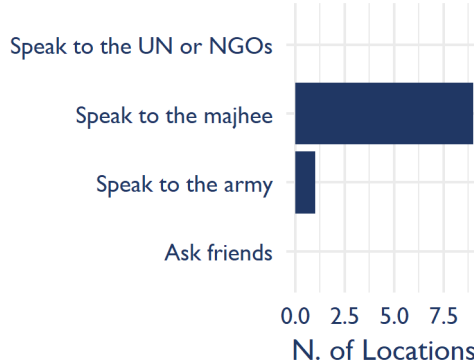 Speak to the UN or NGOs
Speak to the majhee
Speak to the army
Ask friends
0.0 2.5 5.0 7.5
N. of Locations